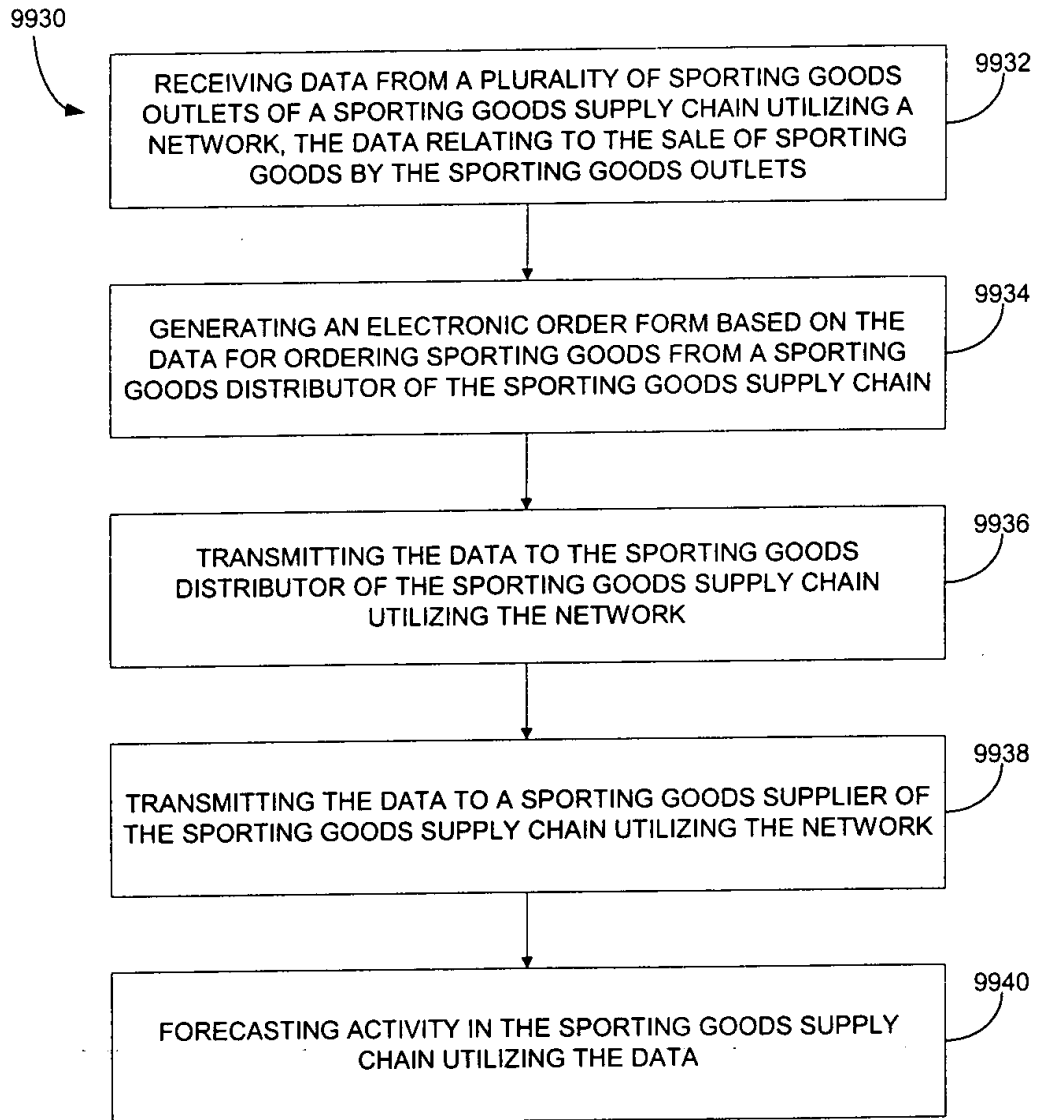 9930
RECEIVING DATA FROM A PLURALITY OF SPORTING GOODS
OUTLETS OF A SPORTING GOODS SUPPLY CHAIN UTILIZING A
NETWORK, THE DATA RELATING TO THE SALE OF SPORTING
GOODS BY THE SPORTING GOODS OUTLETS
9932
GENERATING AN ELECTRONIC ORDER FORM BASED ON THE
DATA FOR ORDERING SPORTING GOODS FROM A SPORTING
GOODS DISTRIBUTOR OF THE SPORTING GOODS SUPPLY CHAIN
9934
TRANSMITTING THE DATA TO THE SPORTING GOODS
DISTRIBUTOR OF THE SPORTING GOODS SUPPLY CHAIN
UTILIZING THE NETWORK
9936
TRANSMITTING THE DATA TO A SPORTING GOODS SUPPLIER OF
THE SPORTING GOODS SUPPLY CHAIN UTILIZING THE NETWORK
9938
FORECASTING ACTIVITY IN THE SPORTING GOODS SUPPLY
CHAIN UTILIZING THE DATA
9940